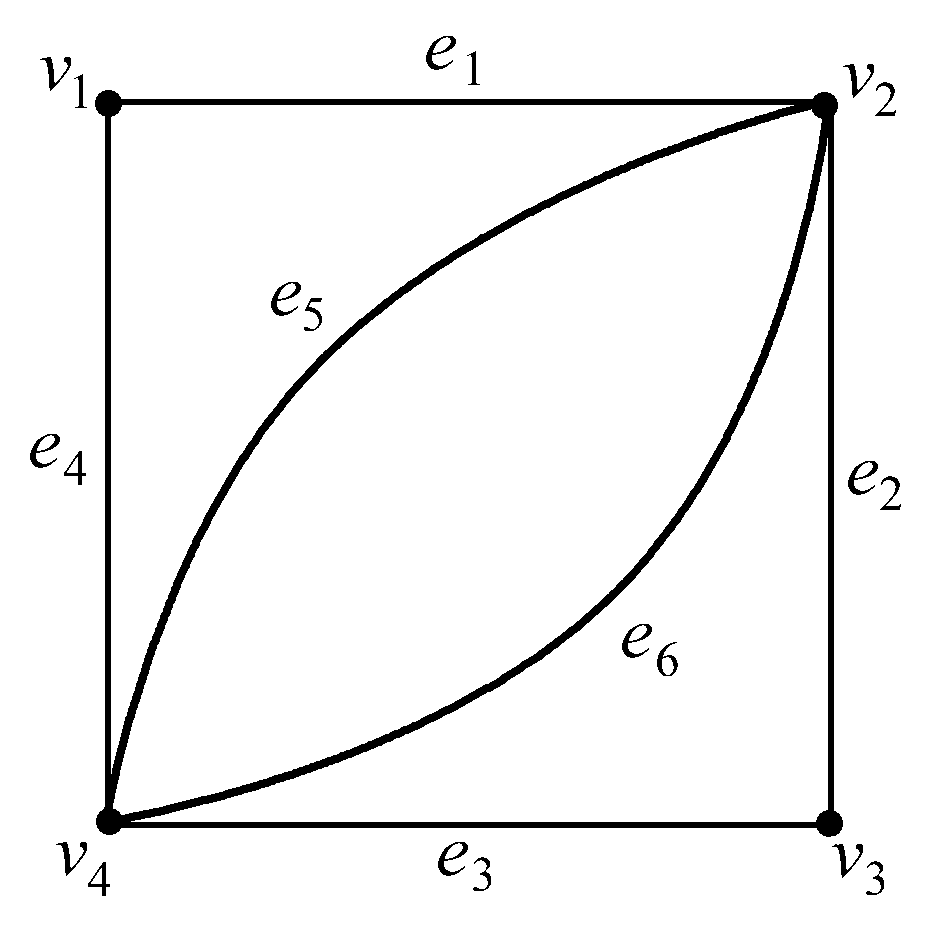 v₁ e₁ v₂
e₅
e₄ e₂
e₆
v₄ e₃ v₃